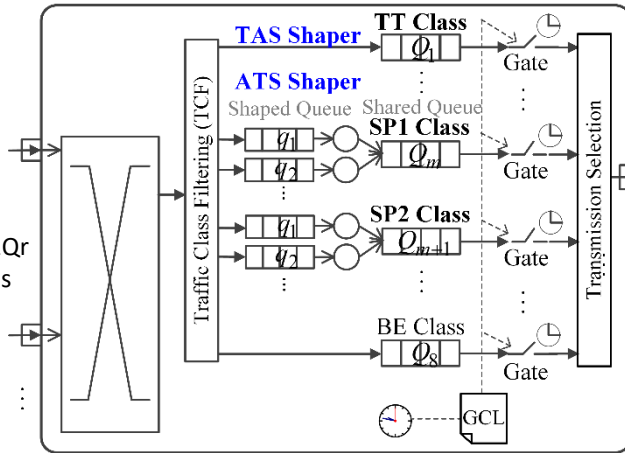 TAS Shaper
TT Class
Q1
Gate
ATS Shaper
Shaped Queue
Shared Queue
SP1 Class
q1
q2
...
Qm
Gate
SP2 Class
q1
q2
...
Qm+1
Gate
BE Class
Q8
Gate
Traffic Class Filtering (TCF)
Transmission Selection
...
Qr
s
GCL